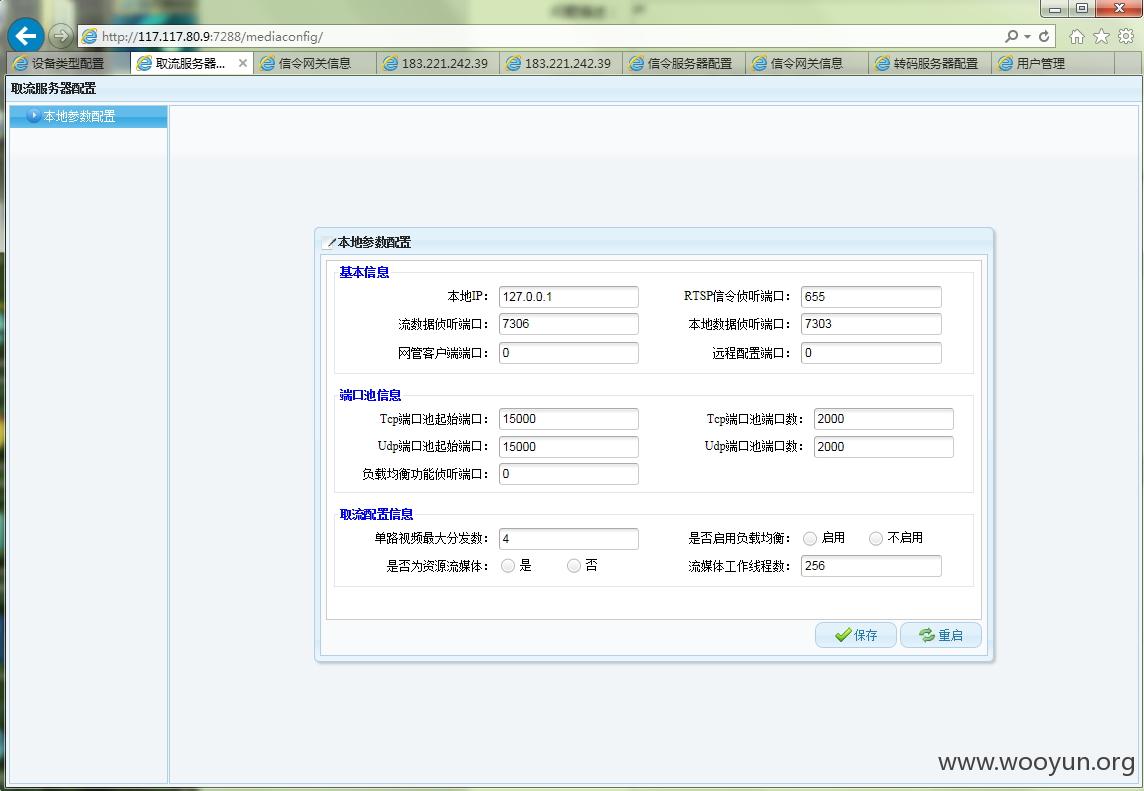 http://117.117.80.9:7288/mediaconfig/
设备类型配置 取流服务器... 信令网关信息 183.221.242.39 183.221.242.39 信令服务器配置 信令网关信息 转码服务器配置 用户管理
取流服务器配置
本地参数配置
本地参数配置
基本信息
本地IP： 127.0.0.1 RTSP信令侦听端口： 655
流数据侦听端口： 7306 本地数据侦听端口： 7303
网管客户端端口： 0 远程配置端口： 0
端口池信息
Tcp端口池起始端口： 15000 Tcp端口池端口数： 2000
Udp端口池起始端口： 15000 Udp端口池端口数： 2000
负载均衡功能侦听端口： 0
取流配置信息
单路视频最大分发数： 4 是否启用负载均衡： 启用 不启用
是否为资源流媒体： 是 否 流媒体工作线程数： 256
保存 重启
www.wooyun.org